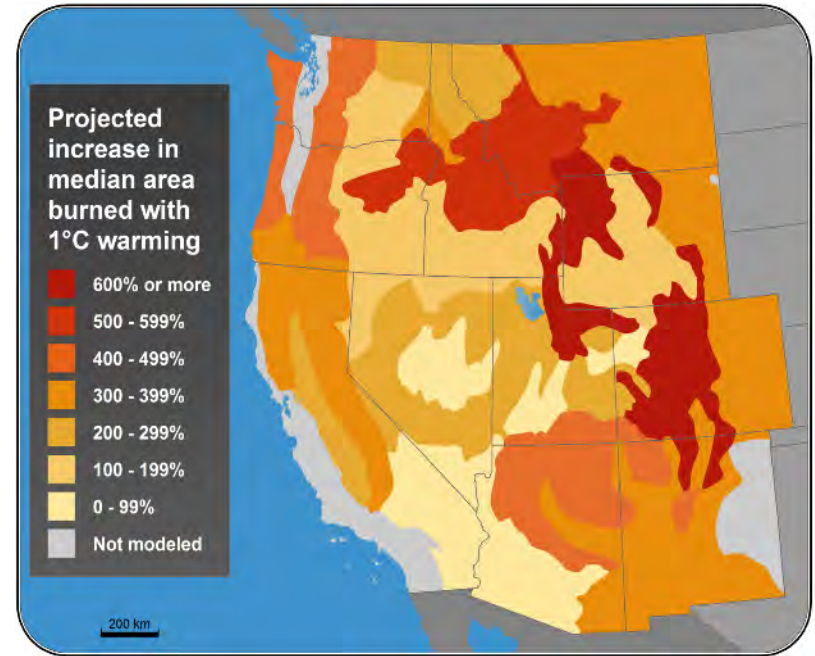 Projected
increase in
median area
burned with
1°C warming
600% or more
500 - 599%
400 - 499%
300 - 399%
200 - 299%
100 - 199%
0 - 99%
Not modeled
200 km